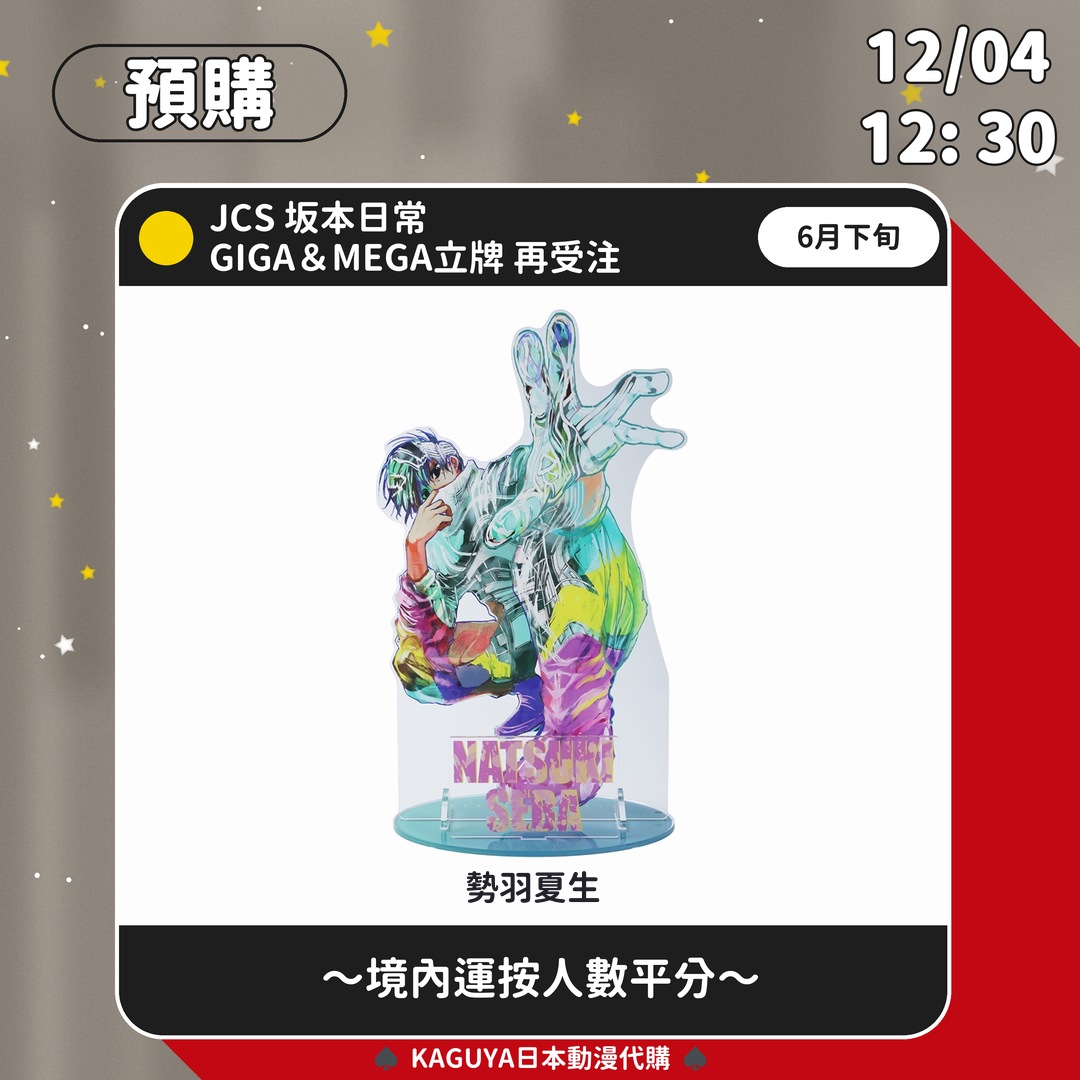 預購
12/04
12: 30
JCS 坂本日常
GIGA＆MEGA立牌 再受注
6月下旬
NATSUKI
SEBA
勢羽夏生
～境內運按人數平分～
KAGUYA日本動漫代購